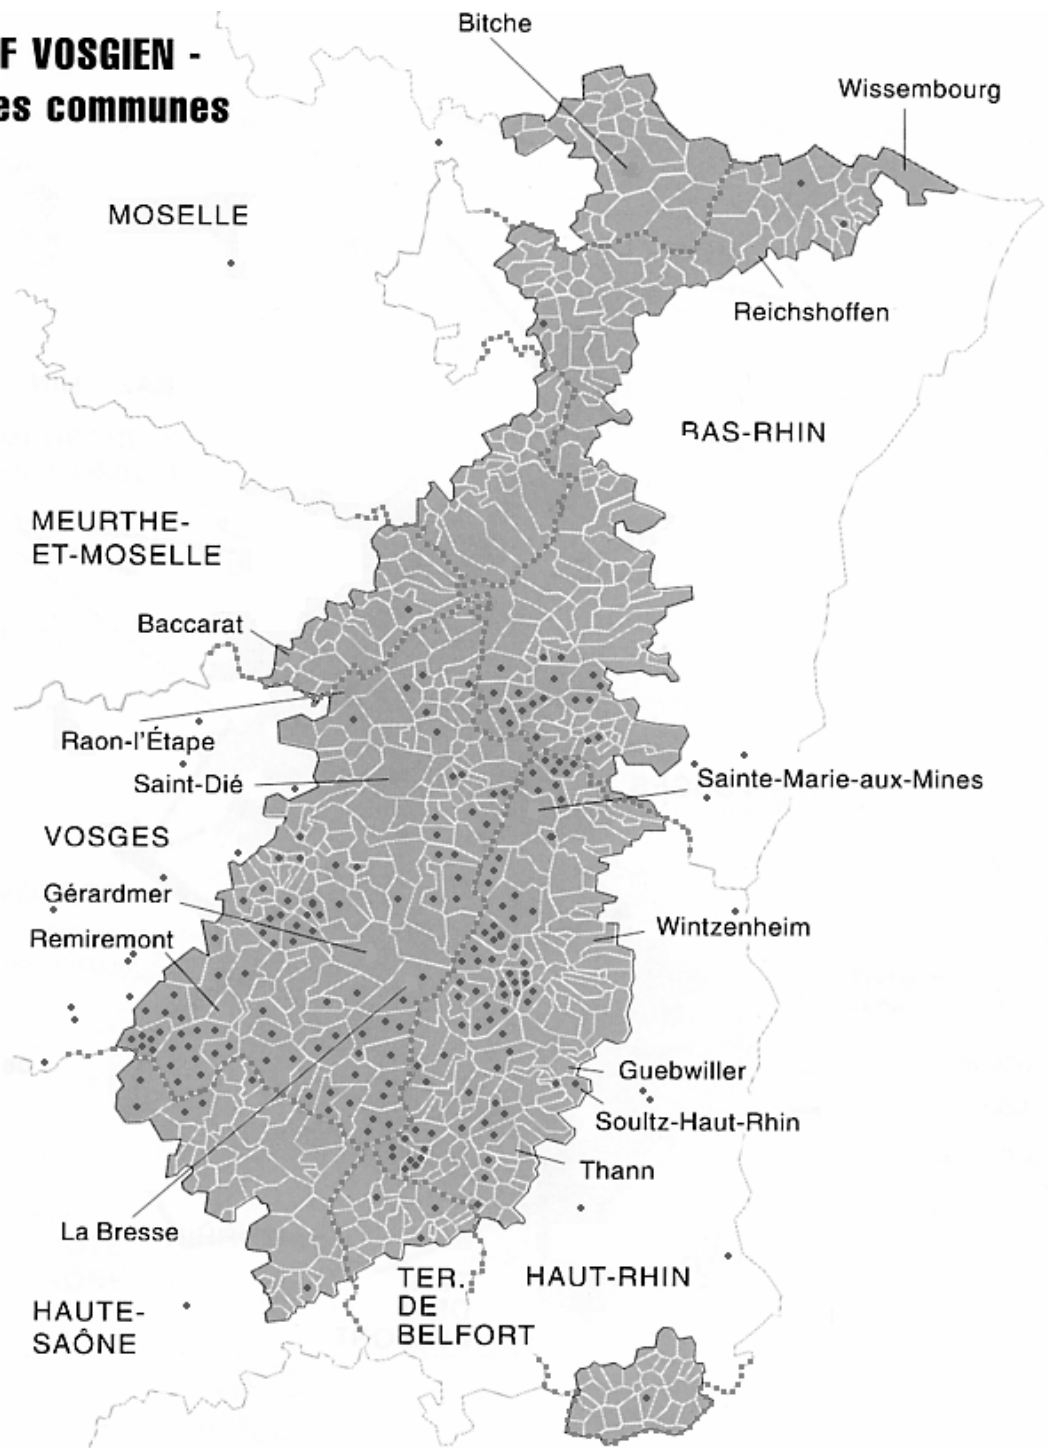 F VOSGIEN -
es communes
Bitche
Wissembourg
MOSELLE
Reichshoffen
BAS-RHIN
MEURTHE-
ET-MOSELLE
Baccarat
Raon-l'Étape
Saint-Dié
Sainte-Marie-aux-Mines
VOSGES
Gérardmer
Remiremont
Wintzenheim
Guebwiller
Soultz-Haut-Rhin
Thann
La Bresse
TER.
DE
BELFORT
HAUT-RHIN
HAUTE-
SAÔNE